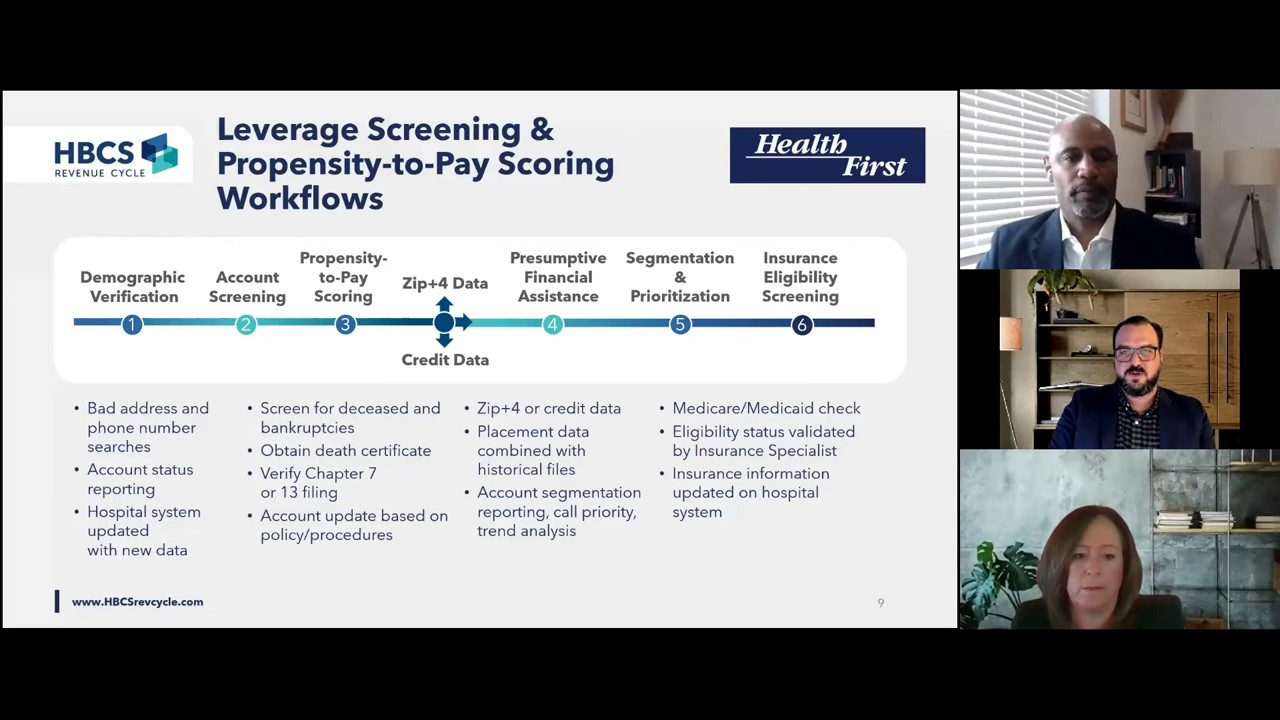 HBCS
REVENUE CYCLE
Leverage Screening &
Propensity-to-Pay Scoring
Workflows
Health
First
Demographic
Verification
Account
Screening
Propensity-
to-Pay
Scoring
Zip+4 Data
Credit Data
Presumptive
Financial
Assistance
Segmentation
&
Prioritization
Insurance
Eligibility
Screening
1
2
3
4
5
6
• Bad address and
phone number
searches
• Account status
reporting
• Hospital system
updated
with new data
• Screen for deceased and
bankruptcies
• Obtain death certificate
• Verify Chapter 7
or 13 filing
• Account update based on
policy/procedures
• Zip+4 or credit data
• Placement data
combined with
historical files
• Account segmentation
reporting, call priority,
trend analysis
• Medicare/Medicaid check
• Eligibility status validated
by Insurance Specialist
• Insurance information
updated on hospital
system
www.HBCSrevcycle.com
9